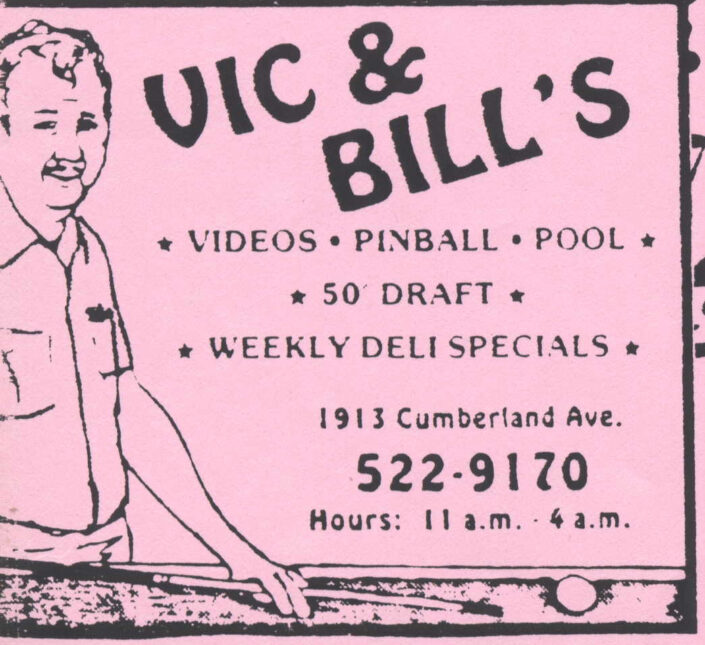 VIC &
BILL'S
★ VIDEOS • PINBALL • POOL ★
★ 50¢ DRAFT ★
★ WEEKLY DELI SPECIALS ★
1913 Cumberland Ave.
522-9170
Hours: 11 a.m. - 4 a.m.